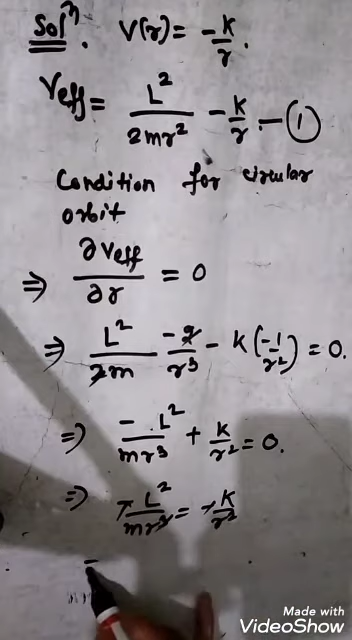 Solⁿ. V(r) = -k/r.
Veff = L²/2mr² - k/r. — ①
Condition for circular
orbit
⇒ ∂Veff/∂r = 0
⇒ L²/2m -2/r³ - k(-1/r²) = 0.
⇒ -L²/mr³ + k/r² = 0.
⇒ -L²/mr³ = -k/r²
Made with
VideoShow